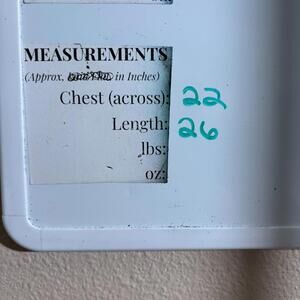 MEASUREMENTS
(Approx, in Inches)
Chest (across): 22
Length: 26
lbs:
oz: